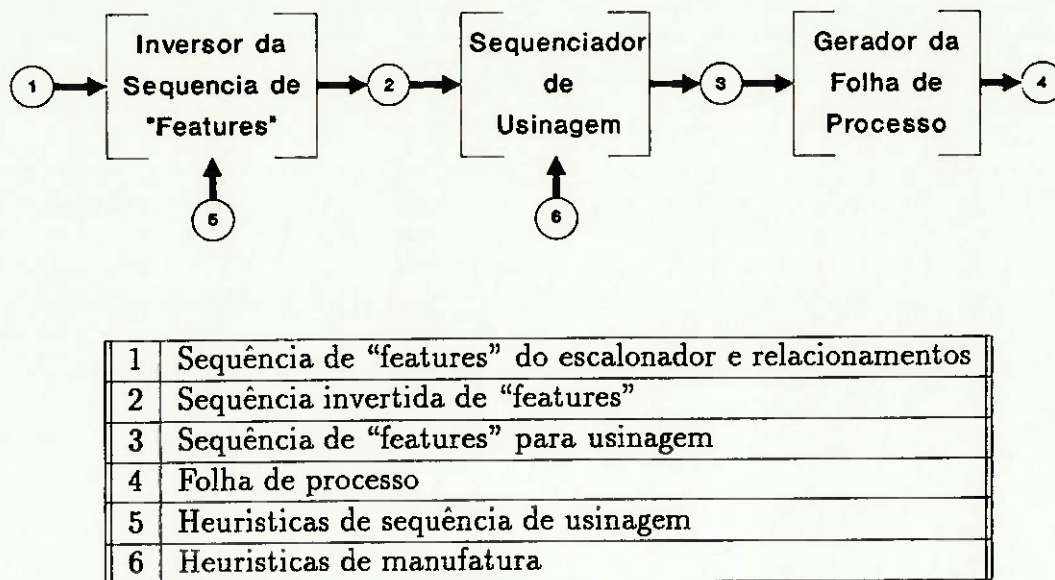 Inversor da
Sequencia de
"Features"
Sequenciador
de
Usinagem
Gerador da
Folha de
Processo
1
2
3
4
5
6
1 Sequência de “features” do escalonador e relacionamentos
2 Sequência invertida de “features”
3 Sequência de “features” para usinagem
4 Folha de processo
5 Heuristicas de sequência de usinagem
6 Heuristicas de manufatura